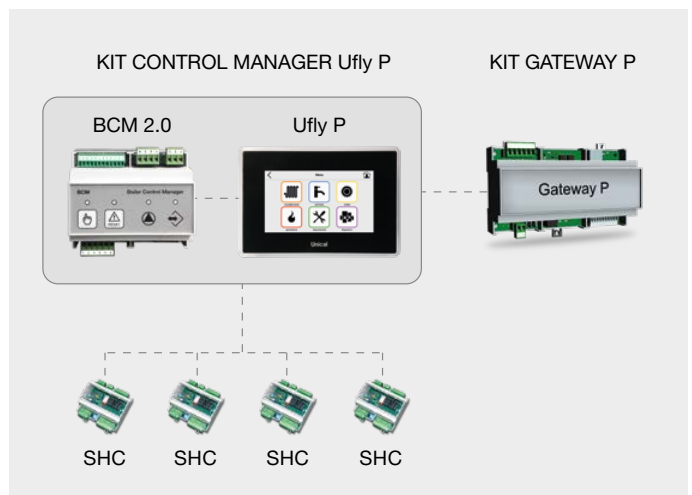 KIT CONTROL MANAGER Ufly P
KIT GATEWAY P
BCM 2.0
Ufly P
BCM
Boiler Control Manager
RESET
Menu
Unical
Gateway P
SHC
SHC
SHC
SHC